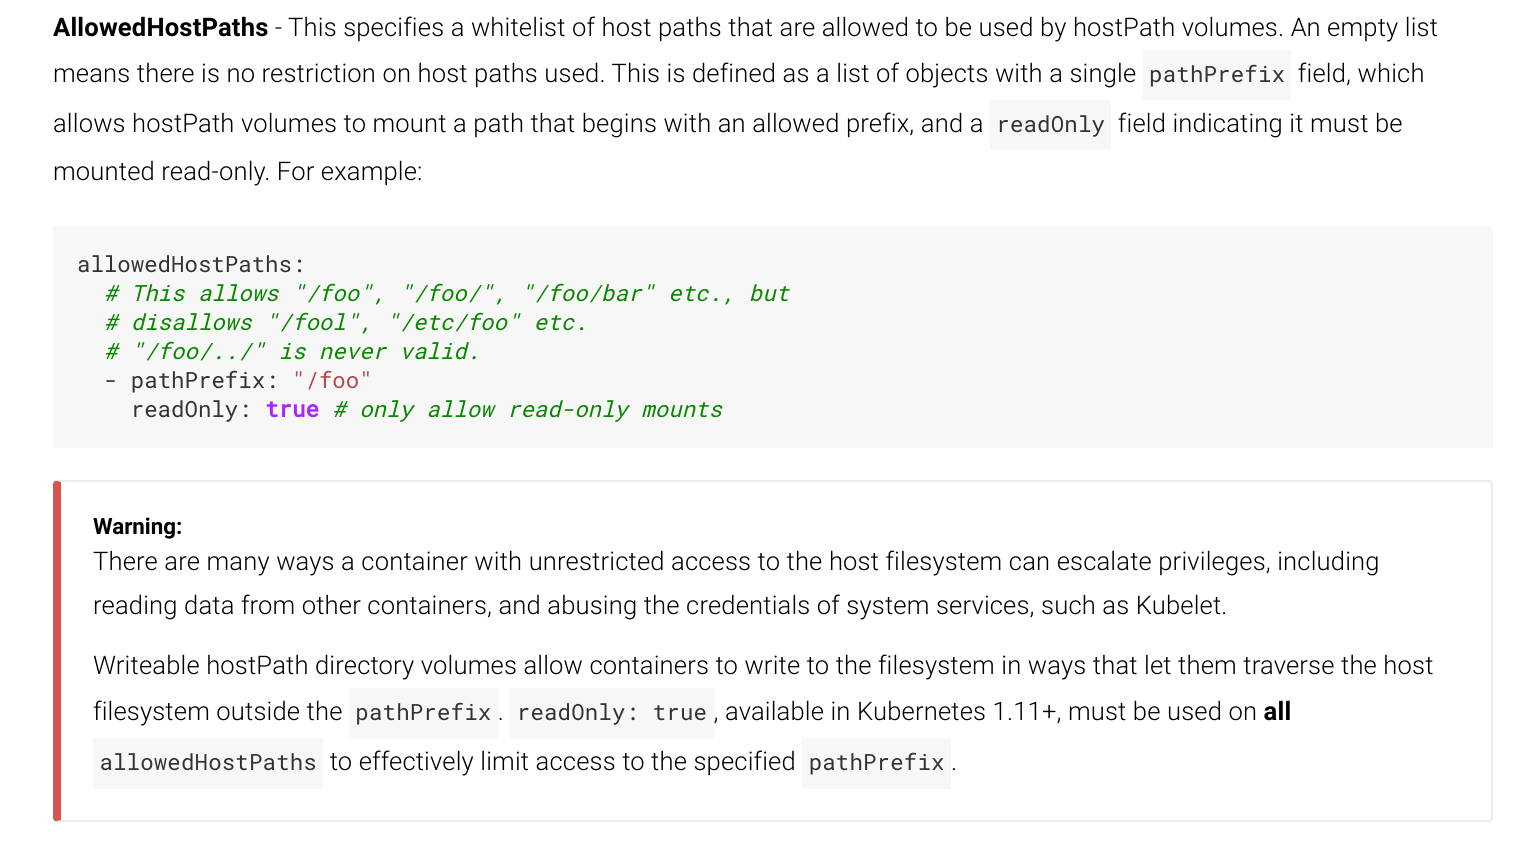 AllowedHostPaths - This specifies a whitelist of host paths that are allowed to be used by hostPath volumes. An empty list
means there is no restriction on host paths used. This is defined as a list of objects with a single pathPrefix field, which
allows hostPath volumes to mount a path that begins with an allowed prefix, and a readOnly field indicating it must be
mounted read-only. For example:
allowedHostPaths:
  # This allows "/foo", "/foo/", "/foo/bar" etc., but
  # disallows "/fool", "/etc/foo" etc.
  # "/foo/../" is never valid.
  - pathPrefix: "/foo"
    readOnly: true # only allow read-only mounts
Warning:
There are many ways a container with unrestricted access to the host filesystem can escalate privileges, including
reading data from other containers, and abusing the credentials of system services, such as Kubelet.
Writeable hostPath directory volumes allow containers to write to the filesystem in ways that let them traverse the host
filesystem outside the pathPrefix. readOnly: true, available in Kubernetes 1.11+, must be used on all
allowedHostPaths to effectively limit access to the specified pathPrefix.